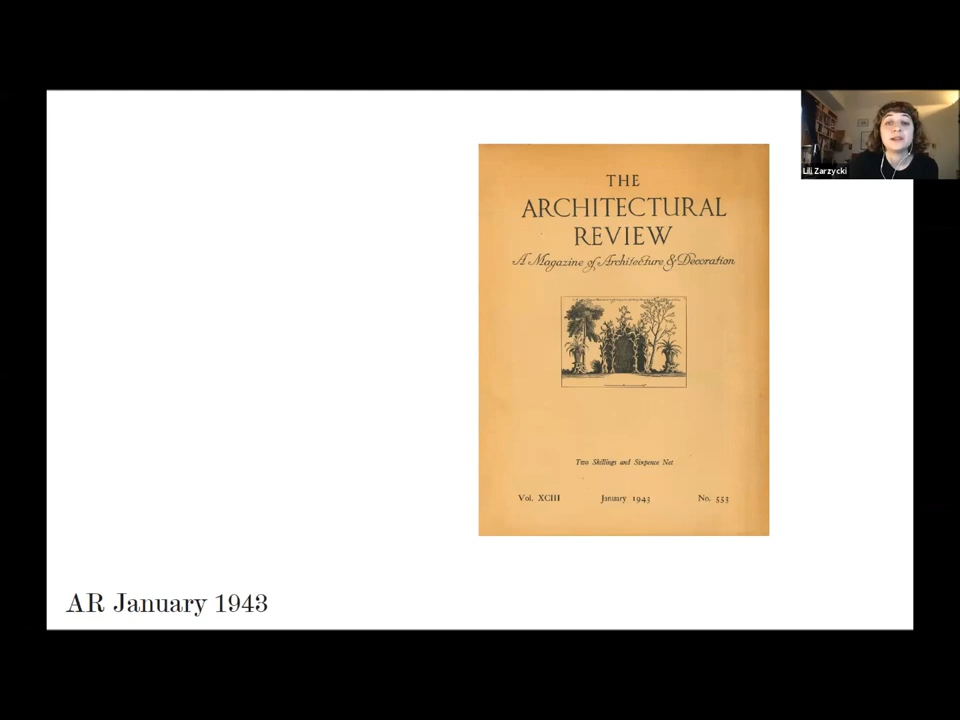 THE
ARCHITECTURAL
REVIEW
A Magazine of Architecture & Decoration
Two Shillings and Sixpence Net
Vol. XCIII January 1943 No. 553
AR January 1943
Lili Zarzycki